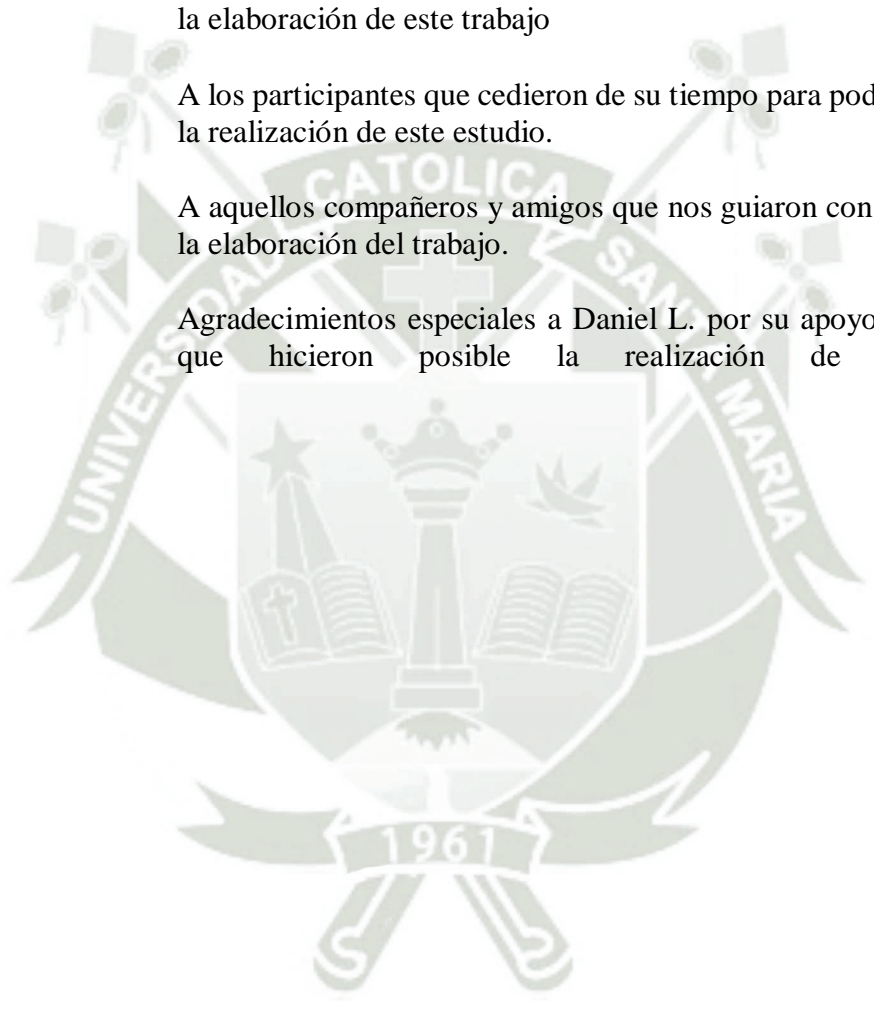 la elaboración de este trabajo
A los participantes que cedieron de su tiempo para
la realización de este estudio.
A aquellos compañeros y amigos que nos guiaron con
la elaboración del trabajo.
Agradecimientos especiales a Daniel L. por su apoyo
que hicieron posible la realización de
UNIVERSIDAD CATOLICA SANTA MARIA
1961